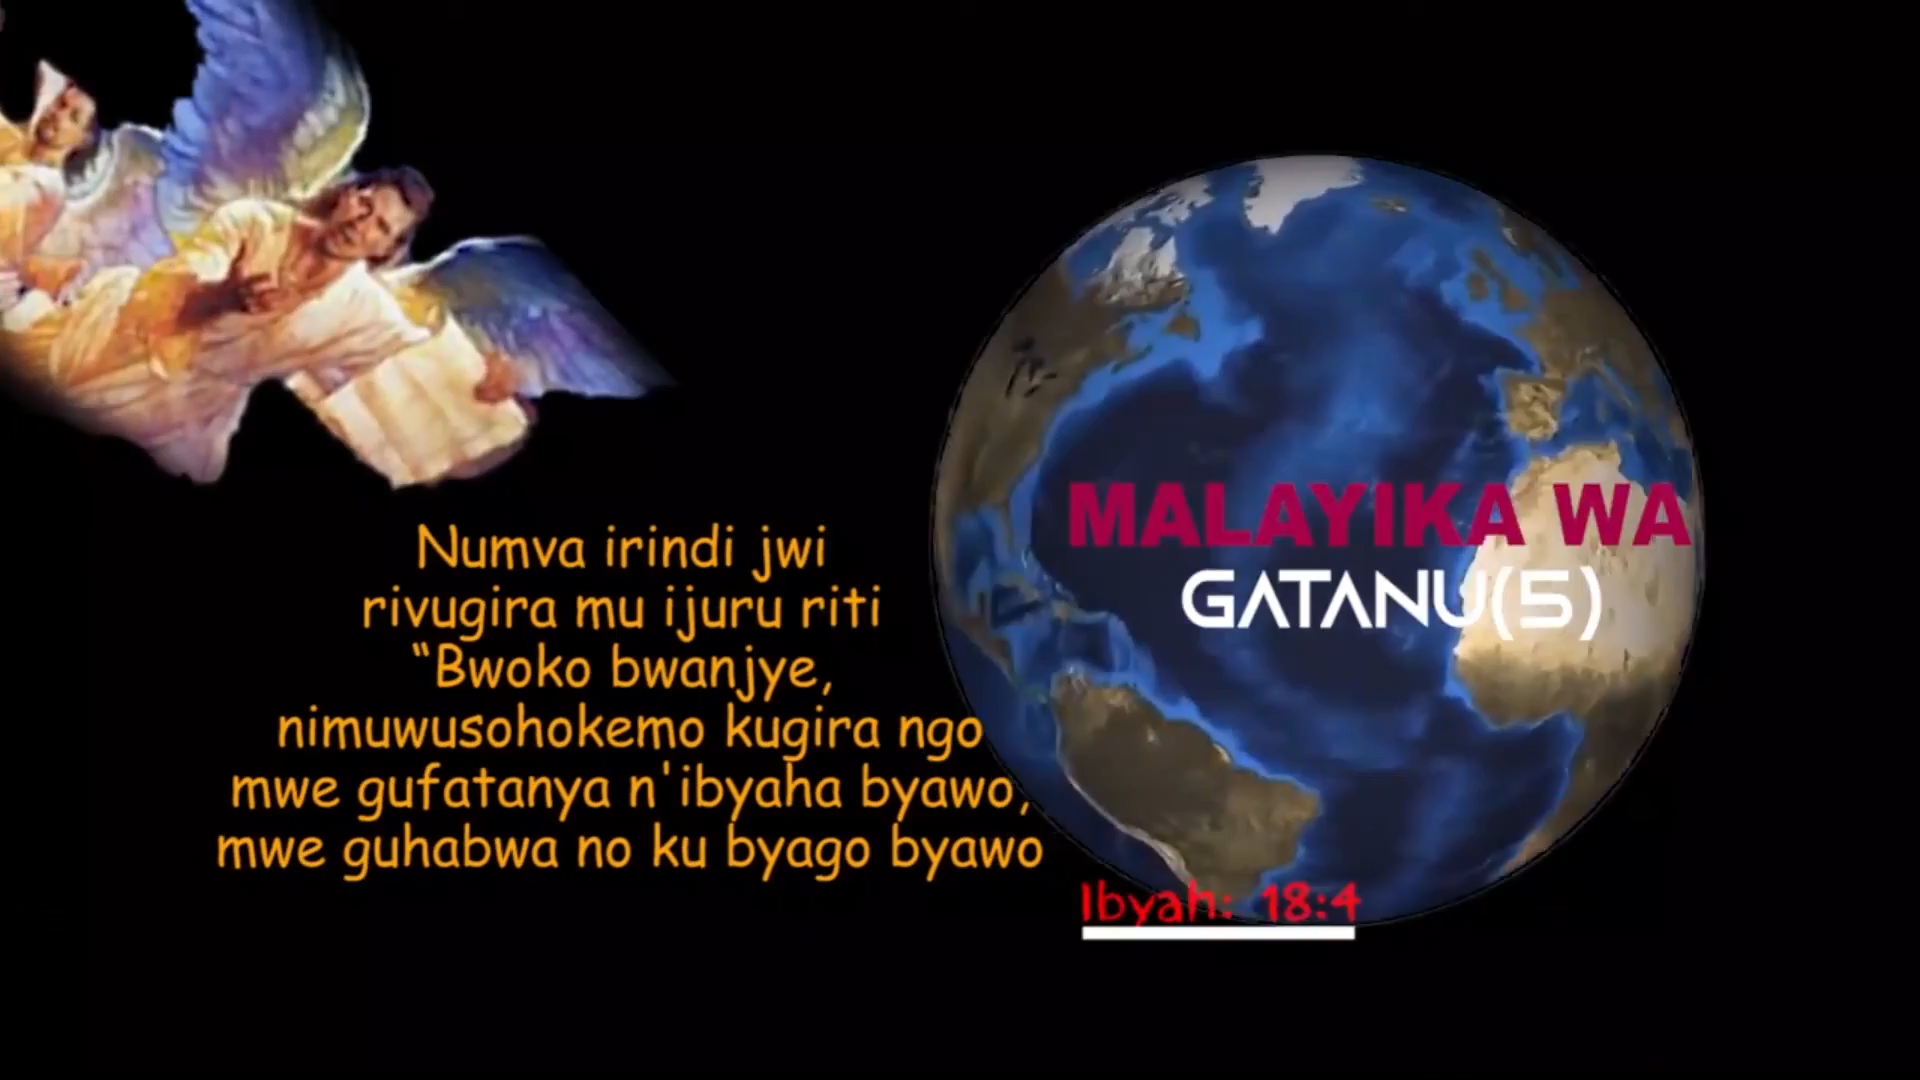 Numva irindi jwi
rivugira mu ijuru riti
“Bwoko bwanjye,
nimuwusohokemo kugira ngo
mwe gufatanya n'ibyaha byawo,
mwe guhabwa no ku byago byawo
MALAYIKA WA
GATANU(5)
Ibyah: 18:4